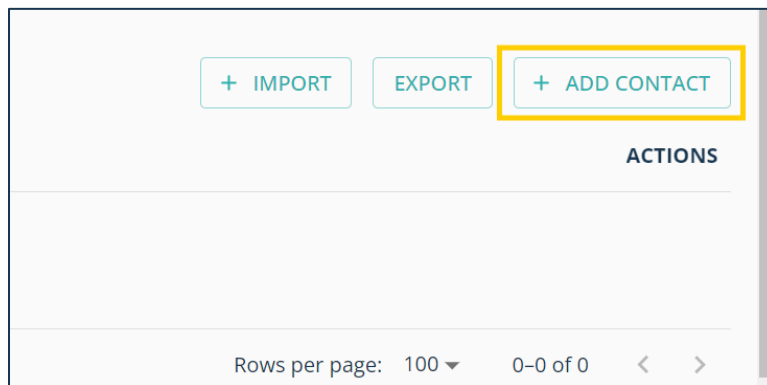 + IMPORT EXPORT + ADD CONTACT
ACTIONS
Rows per page: 100 0–0 of 0